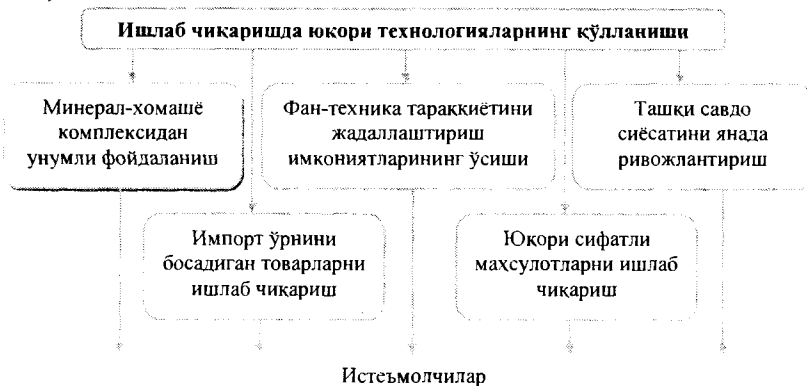 Ишлаб чиқаришда юқори технологияларнинг қўлланиши
Минерал-хомашё
комплексидан
унумли фойдаланиш
Фан-техника тараққиётини
жадаллаштириш
имкониятларининг ўсиши
Ташқи савдо
сиёсатини янада
ривожлантириш
Импорт ўрнини
босадиган товарларни
ишлаб чиқариш
Юқори сифатли
маҳсулотларни ишлаб
чиқариш
Истеъмолчилар